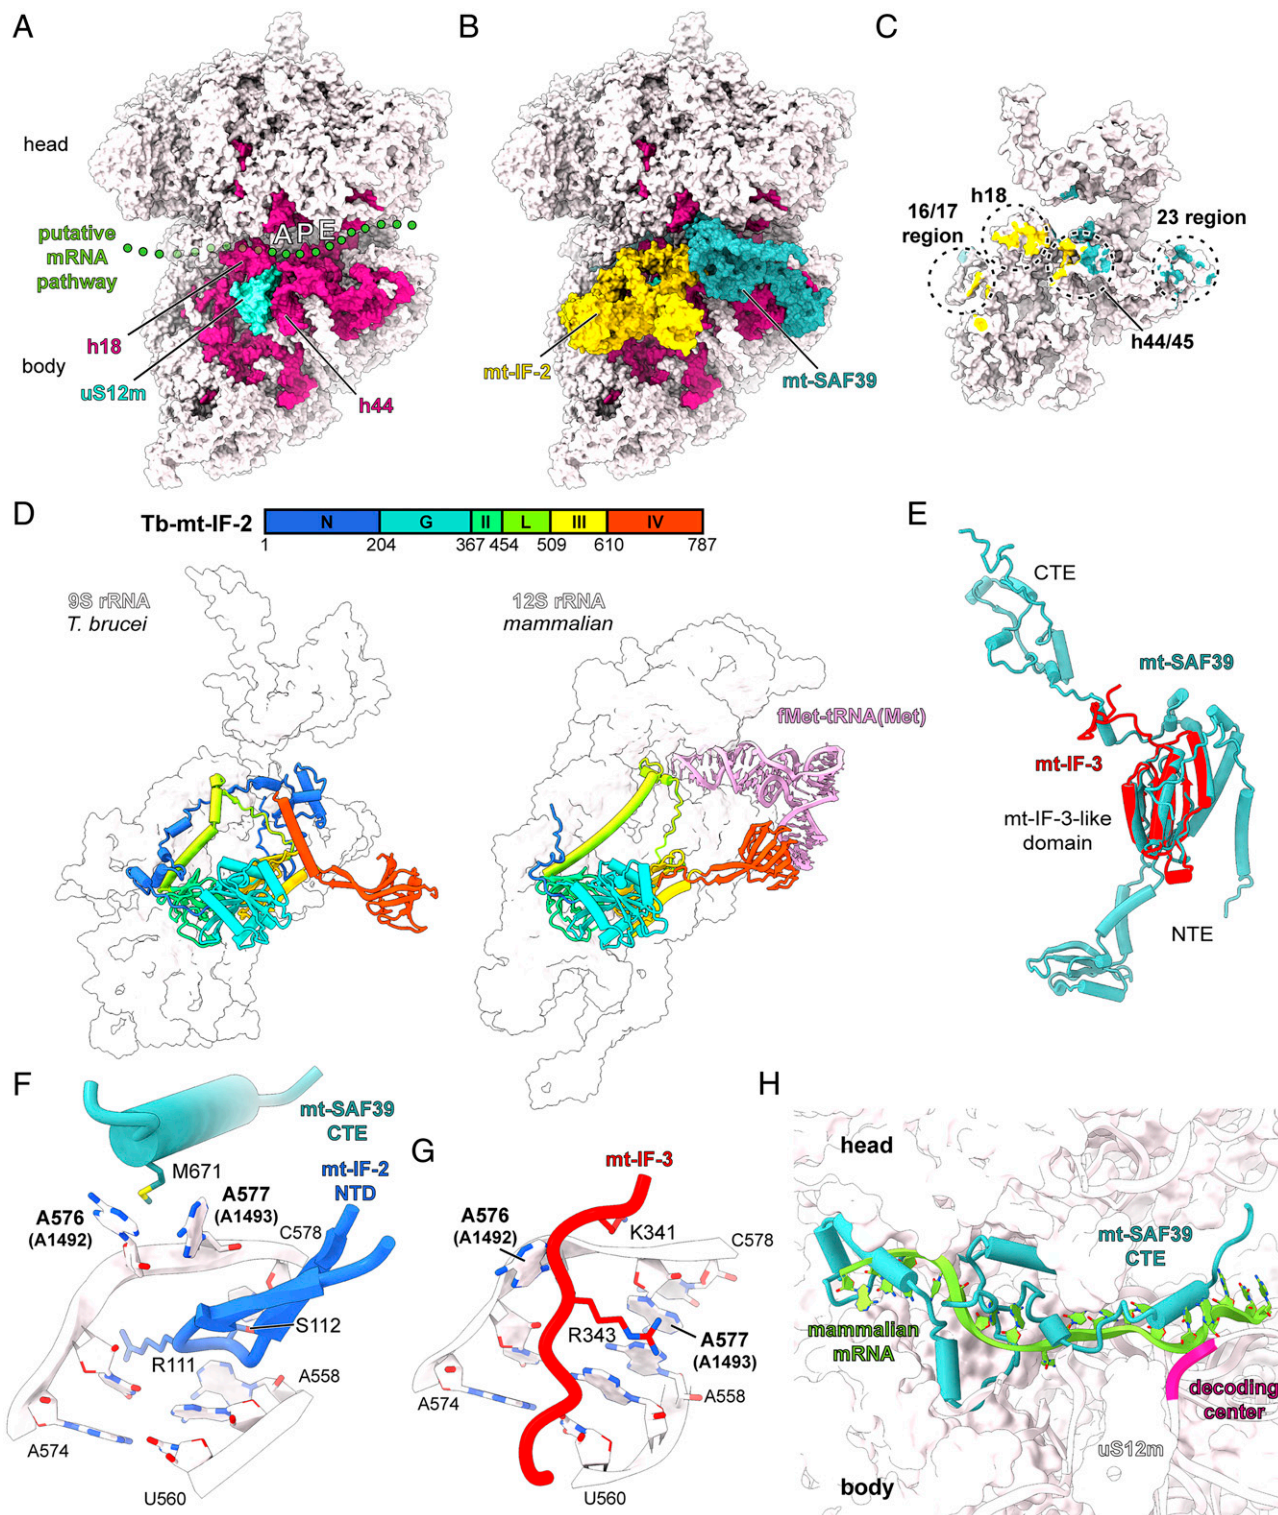 A
head
putative
mRNA
pathway
A P E
h18
body
uS12m
h44
B
mt-IF-2
mt-SAF39
C
16/17
region
h18
23 region
h44/45
D
Tb-mt-IF-2
N G II L III IV
1 204 367 454 509 610 787
9S rRNA
T. brucei
12S rRNA
mammalian
fMet-tRNA(Met)
E
CTE
mt-SAF39
mt-IF-3
mt-IF-3-like
domain
NTE
F
mt-SAF39
CTE
M671
mt-IF-2
NTD
A577
(A1493)
A576
(A1492)
C578
S112
R111
A558
A574
U560
G
mt-IF-3
A576
(A1492)
K341
C578
R343
A577
(A1493)
A558
A574
U560
H
head
mt-SAF39
CTE
mammalian
mRNA
decoding
center
uS12m
body